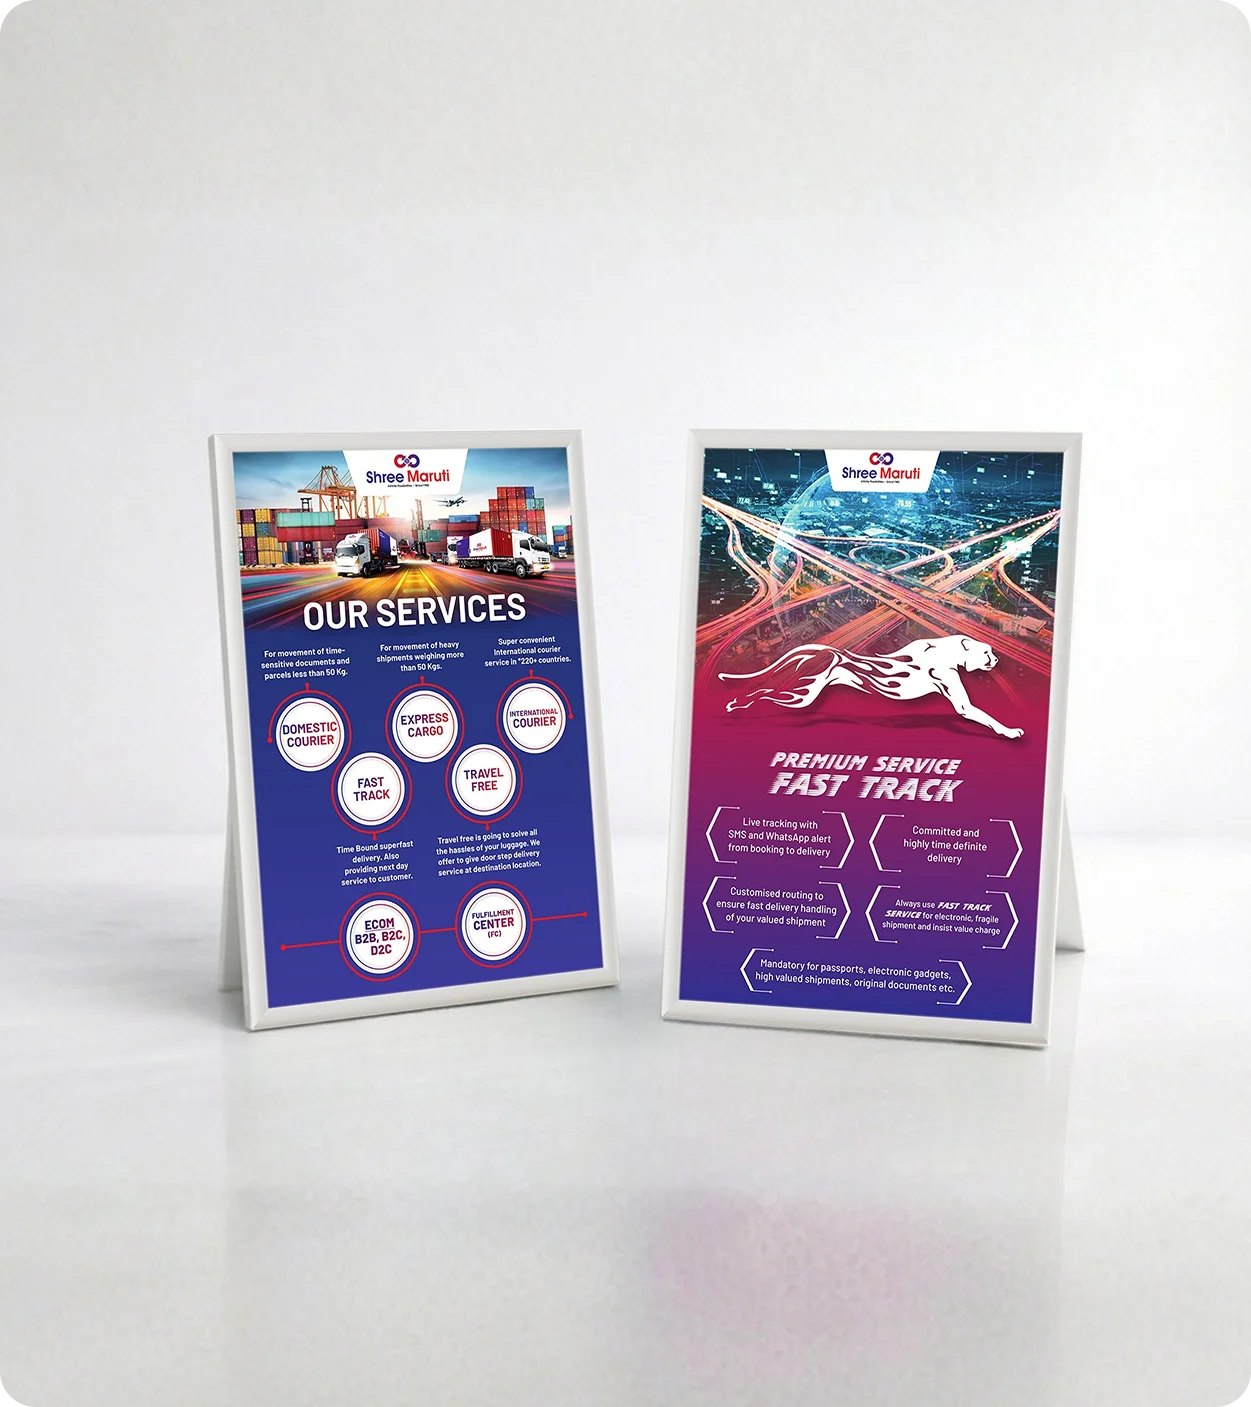 Shree Maruti
OUR SERVICES
For movement of time-
sensitive documents and
parcels less than 50 Kg.
For movement of heavy
shipments weighing more
than 50 Kgs.
Super convenient
International courier
service in *220+ countries.
DOMESTIC
COURIER
EXPRESS
CARGO
INTERNATIONAL
COURIER
FAST
TRACK
TRAVEL
FREE
Time Bound superfast
delivery. Also
providing next day
service to customer.
Travel free is going to solve all
the hassles of your luggage. We
offer to give door step delivery
service at destination location.
ECOM
B2B, B2C,
D2C
FULFILLMENT
CENTER
(FC)
Shree Maruti
PREMIUM SERVICE
FAST TRACK
Live tracking with
SMS and WhatsApp alert
from booking to delivery
Committed and
highly time definite
delivery
Customised routing to
ensure fast delivery handling
of your valued shipment
Always use FAST TRACK
SERVICE for electronic, fragile
shipment and insist value charge
Mandatory for passports, electronic gadgets,
high valued shipments, original documents etc.